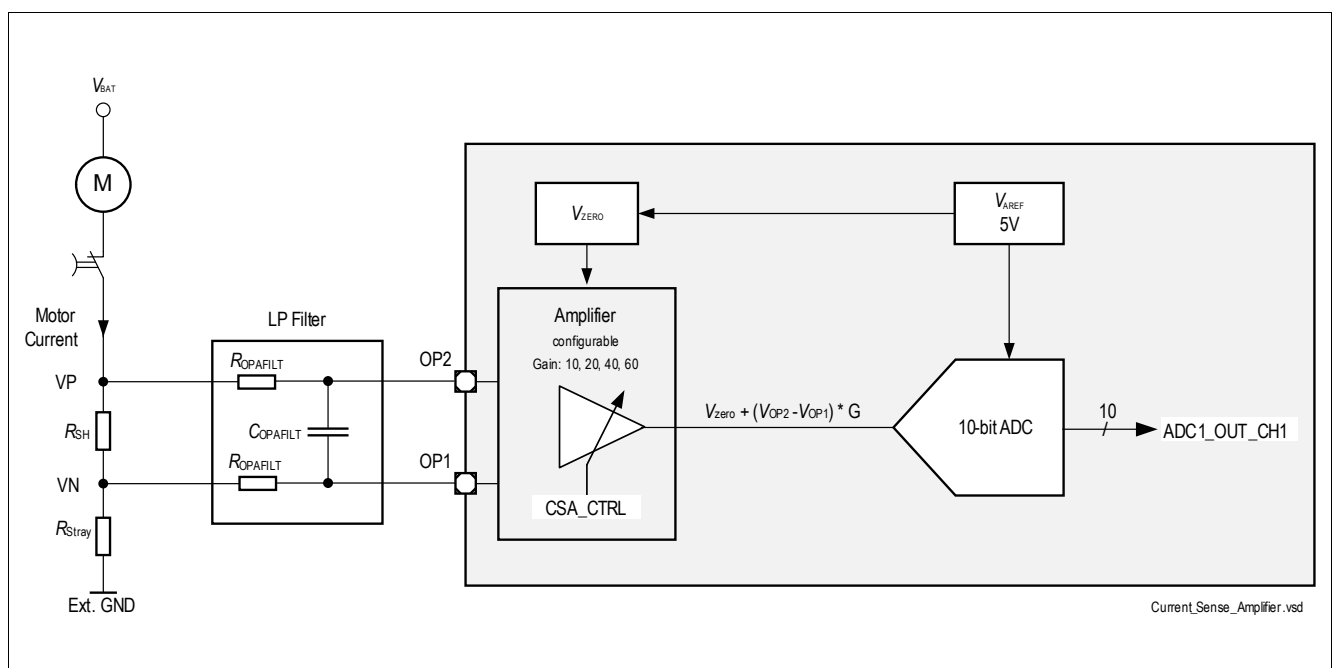 VBAT
M
Motor
Current
VP
RSH
VN
RStray
Ext. GND
LP Filter
ROPAFILT
COPAFILT
ROPAFILT
OP2
OP1
VZERO
VAREF
5V
Amplifier
configurable
Gain: 10, 20, 40, 60
CSA_CTRL
Vzero + (VOP2 -VOP1) * G
10-bit ADC
10
ADC1_OUT_CH1
Current_Sense_Amplifier.vsd